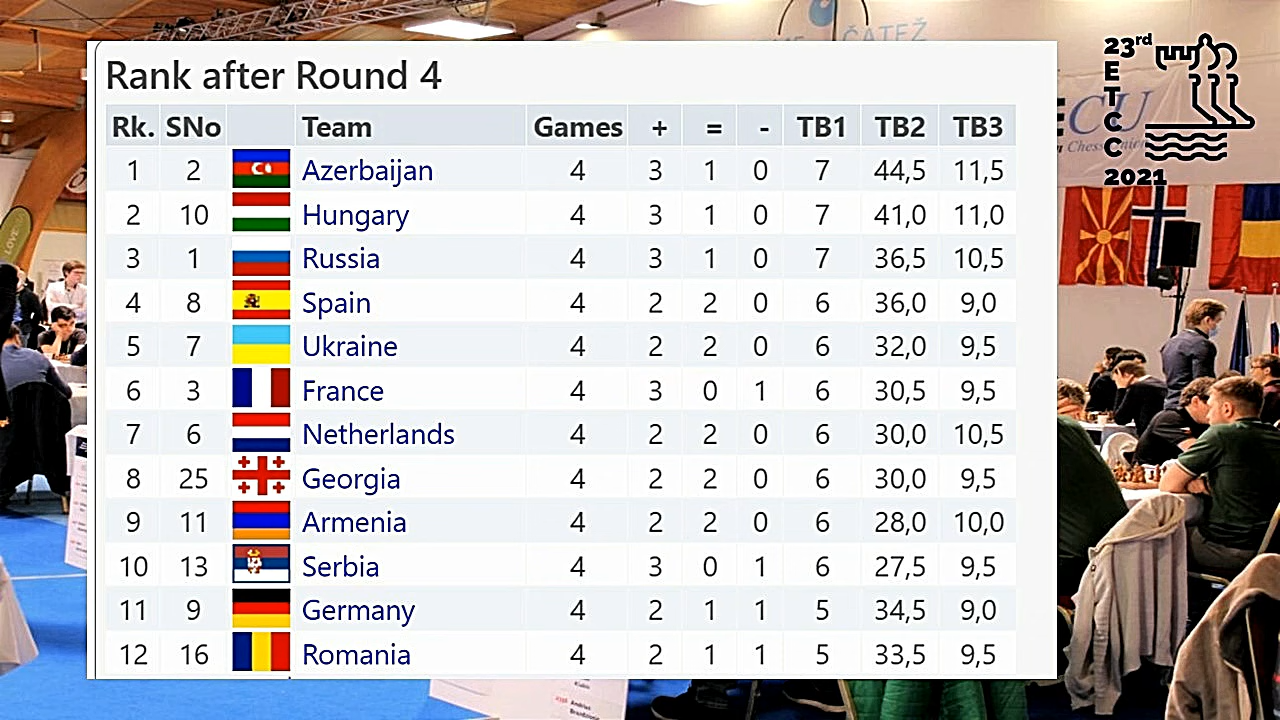 ČATEŽ
23rd
E
T
C
C
2021
ECU
Rank after Round 4
Rk. SNo Team Games + = - TB1 TB2 TB3
1 2 Azerbaijan 4 3 1 0 7 44,5 11,5
2 10 Hungary 4 3 1 0 7 41,0 11,0
3 1 Russia 4 3 1 0 7 36,5 10,5
4 8 Spain 4 2 2 0 6 36,0 9,0
5 7 Ukraine 4 2 2 0 6 32,0 9,5
6 3 France 4 3 0 1 6 30,5 9,5
7 6 Netherlands 4 2 2 0 6 30,0 10,5
8 25 Georgia 4 2 2 0 6 30,0 9,5
9 11 Armenia 4 2 2 0 6 28,0 10,0
10 13 Serbia 4 3 0 1 6 27,5 9,5
11 9 Germany 4 2 1 1 5 34,5 9,0
12 16 Romania 4 2 1 1 5 33,5 9,5
LOVE